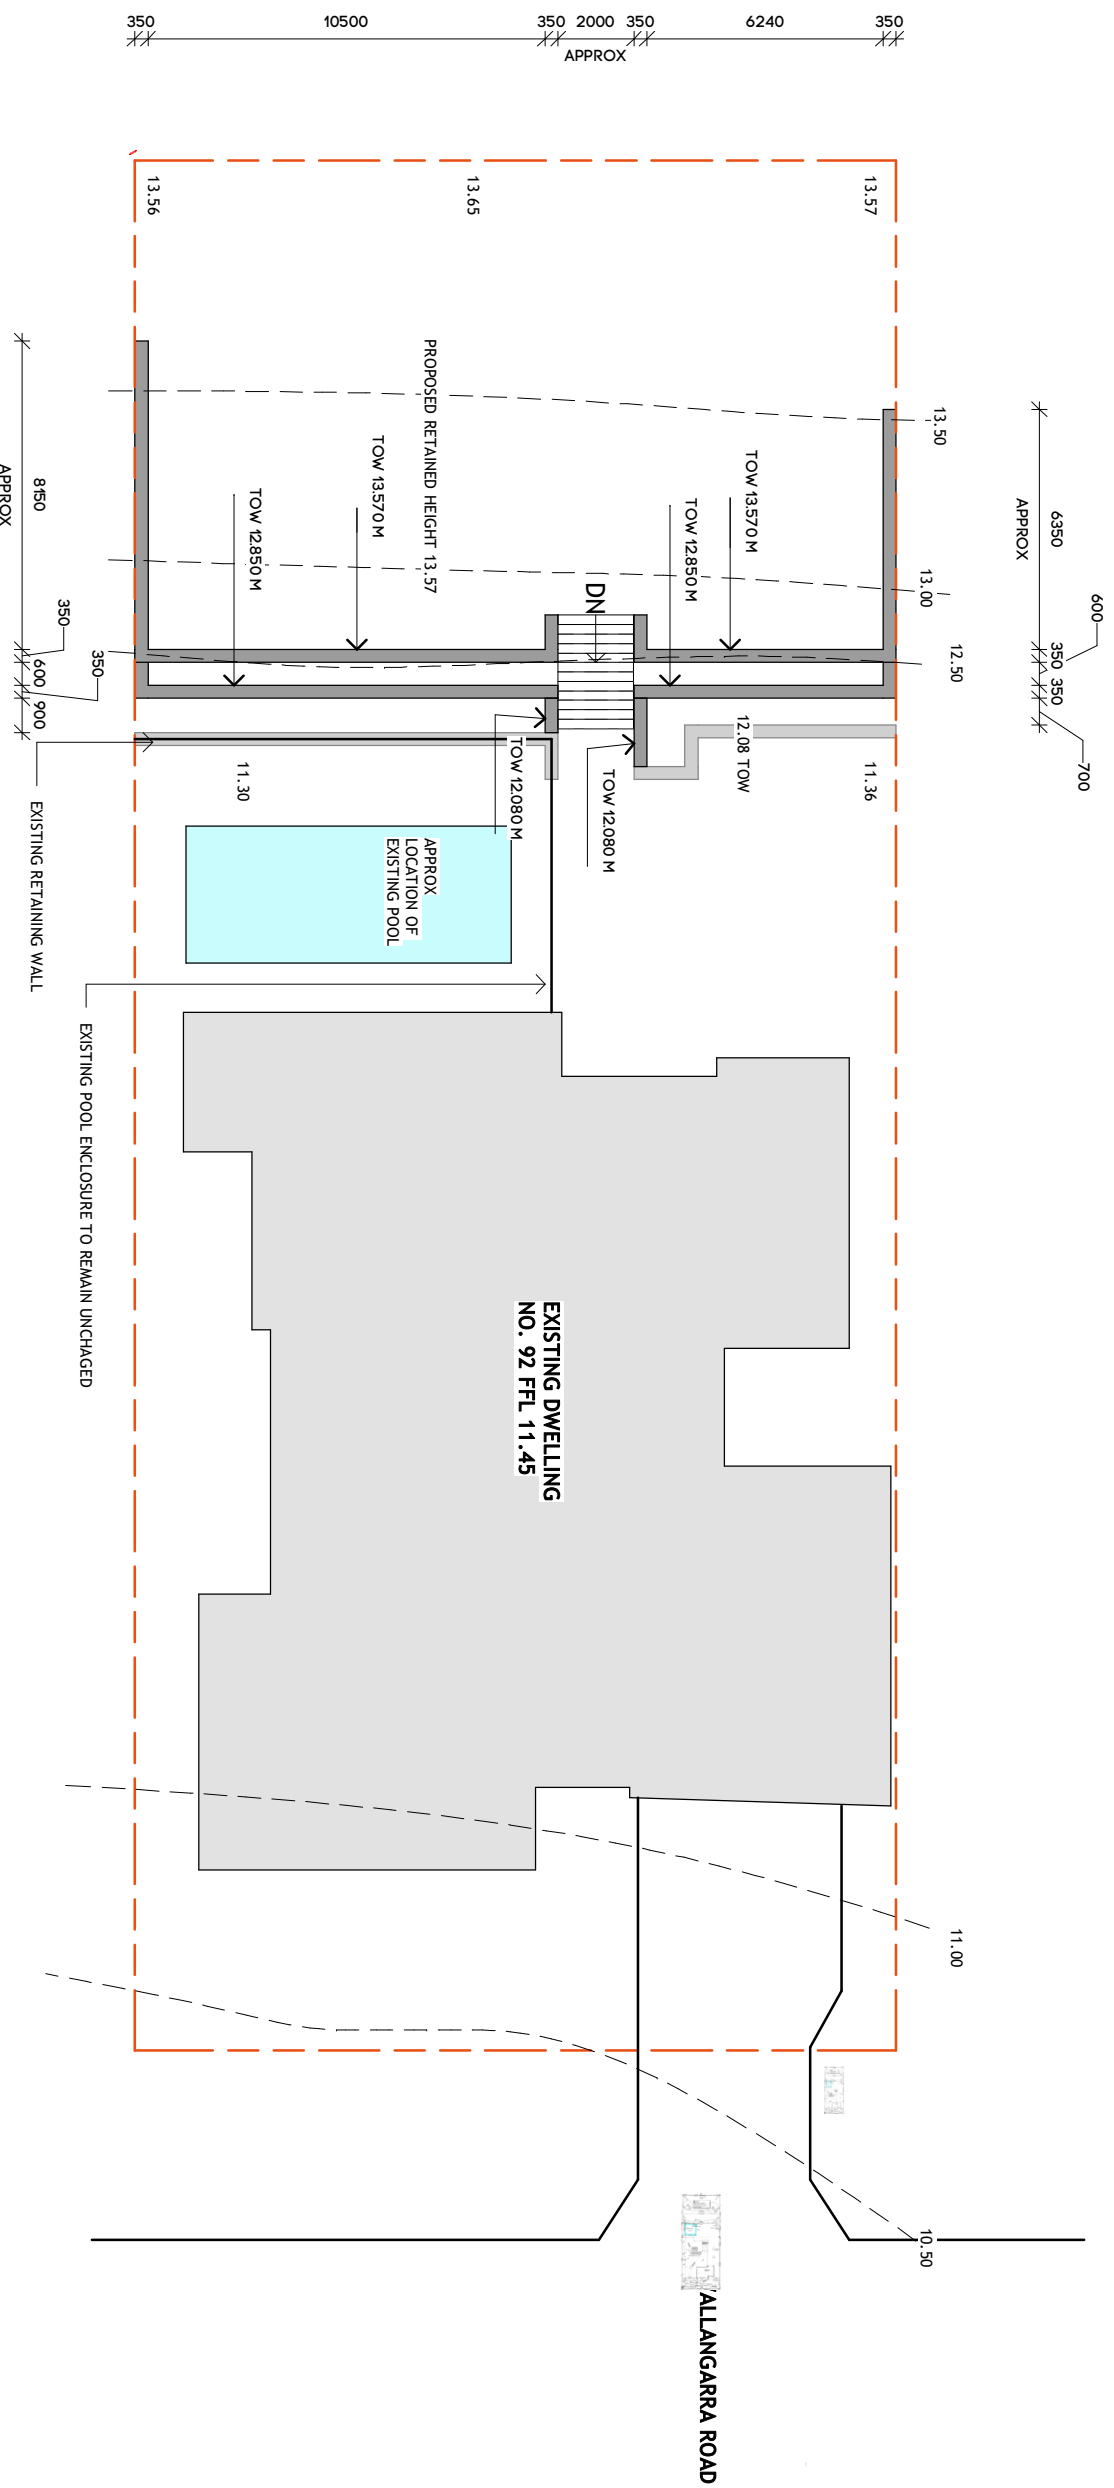 350
10500
350
2000
350
6240
350
APPROX
13.56
13.65
13.57
PROPOSED RETAINED HEIGHT 13.57
13.50
6350
APPROX
TOW 13.570 M
TOW 12.850 M
TOW 13.570 M
TOW 12.850 M
8150
APPROX
DN
13.00
600
350
350
700
12.50
350
600
350
900
12.08 TOW
TOW 12.080 M
TOW 12.080 M
11.30
11.36
EXISTING RETAINING WALL
APPROX
LOCATION OF
EXISTING POOL
EXISTING POOL ENCLOSURE TO REMAIN UNCHAGED
EXISTING DWELLING
NO. 92 FFL 11.45
11.00
10.50
ALLANGARRA ROAD